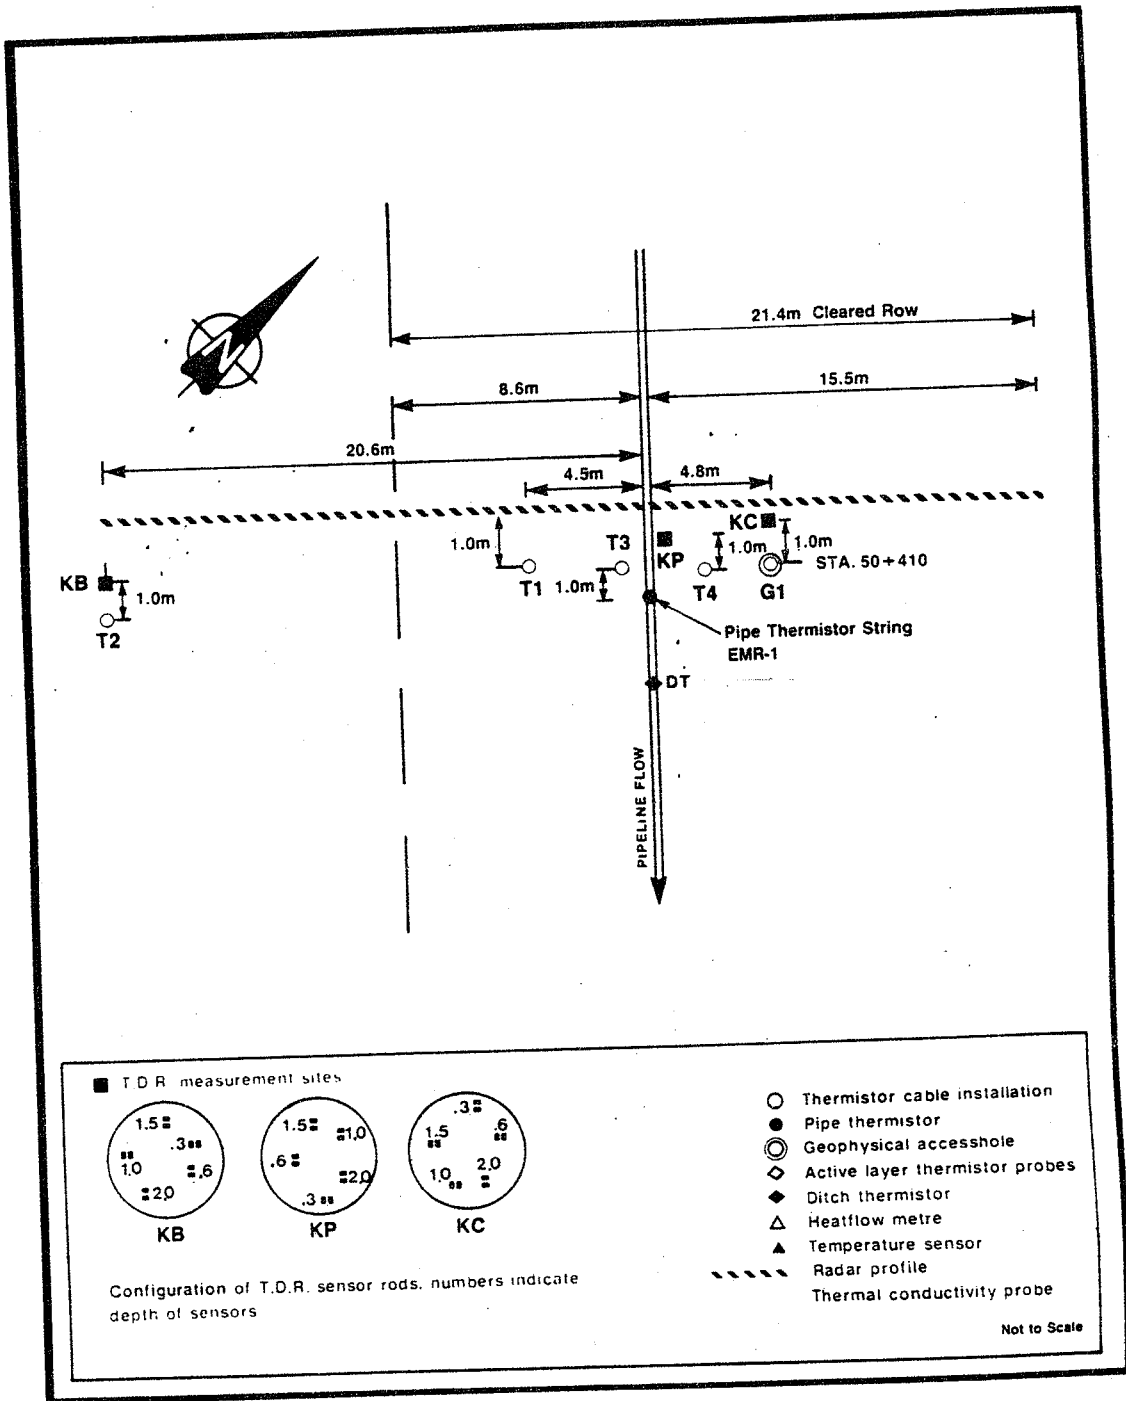 N
21.4m Cleared Row
8.6m
15.5m
20.6m
4.5m
4.8m
KC
1.0m
T3
KP
1.0m
1.0m
STA. 50+410
KB
1.0m
T1
1.0m
T4
G1
T2
Pipe Thermistor String
EMR-1
DT
PIPELINE FLOW
T.D.R. measurement sites
1.5
.3
1.0
.6
2.0
KB
1.5
1.0
.6
2.0
.3
KP
.3
.6
1.5
1.0
2.0
KC
Configuration of T.D.R. sensor rods. numbers indicate
depth of sensors
Thermistor cable installation
Pipe thermistor
Geophysical accesshole
Active layer thermistor probes
Ditch thermistor
Heatflow metre
Temperature sensor
Radar profile
Thermal conductivity probe
Not to Scale